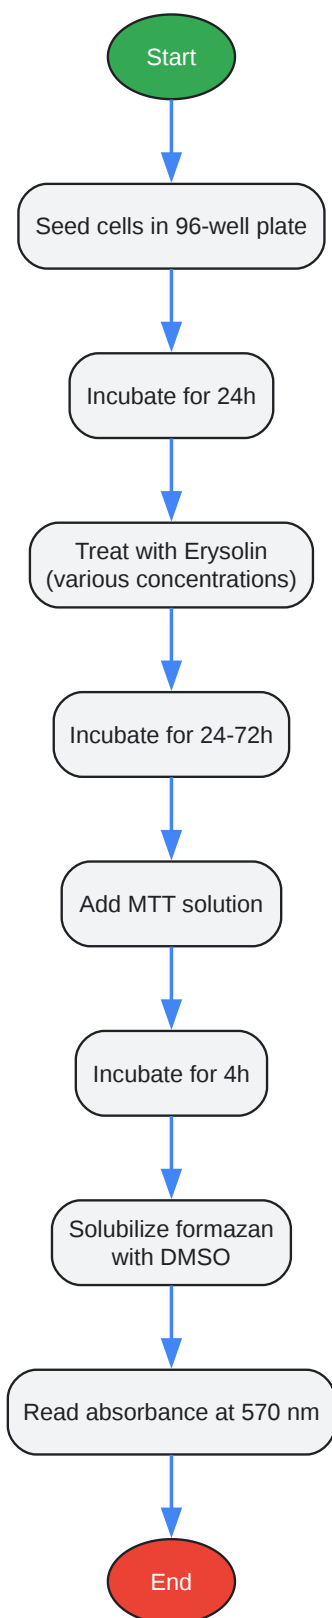 Start
Seed cells in 96-well plate
Incubate for 24h
Treat with Erysolin
(various concentrations)
Incubate for 24-72h
Add MTT solution
Incubate for 4h
Solubilize formazan
with DMSO
Read absorbance at 570 nm
End